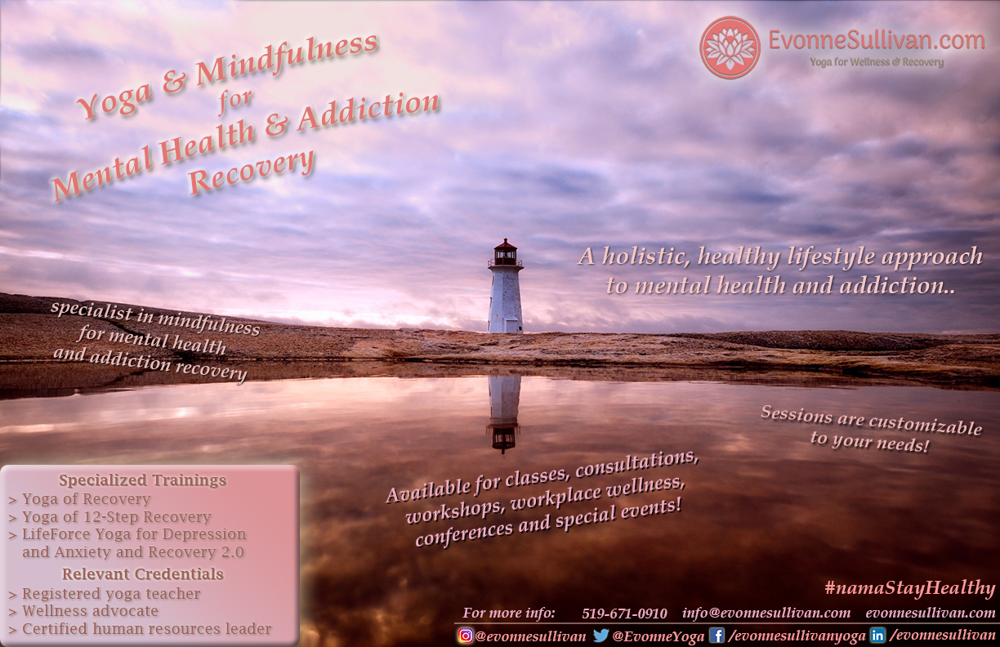 Yoga & Mindfulness
for
Mental Health & Addiction
Recovery
EvonneSullivan.com
Yoga for Wellness & Recovery
A holistic, healthy lifestyle approach
to mental health and addiction..
specialist in mindfulness
for mental health
and addiction recovery
Sessions are customizable
to your needs!
Available for classes, consultations,
workshops, workplace wellness,
conferences and special events!
Specialized Trainings
> Yoga of Recovery
> Yoga of 12-Step Recovery
> LifeForce Yoga for Depression
and Anxiety and Recovery 2.0
Relevant Credentials
> Registered yoga teacher
> Wellness advocate
> Certified human resources leader
#namaStayHealthy
For more info: 519-671-0910 info@evonnesullivan.com evonnesullivan.com
@evonnesullivan @EvonneYoga /evonnesullivanyoga /evonnesullivan